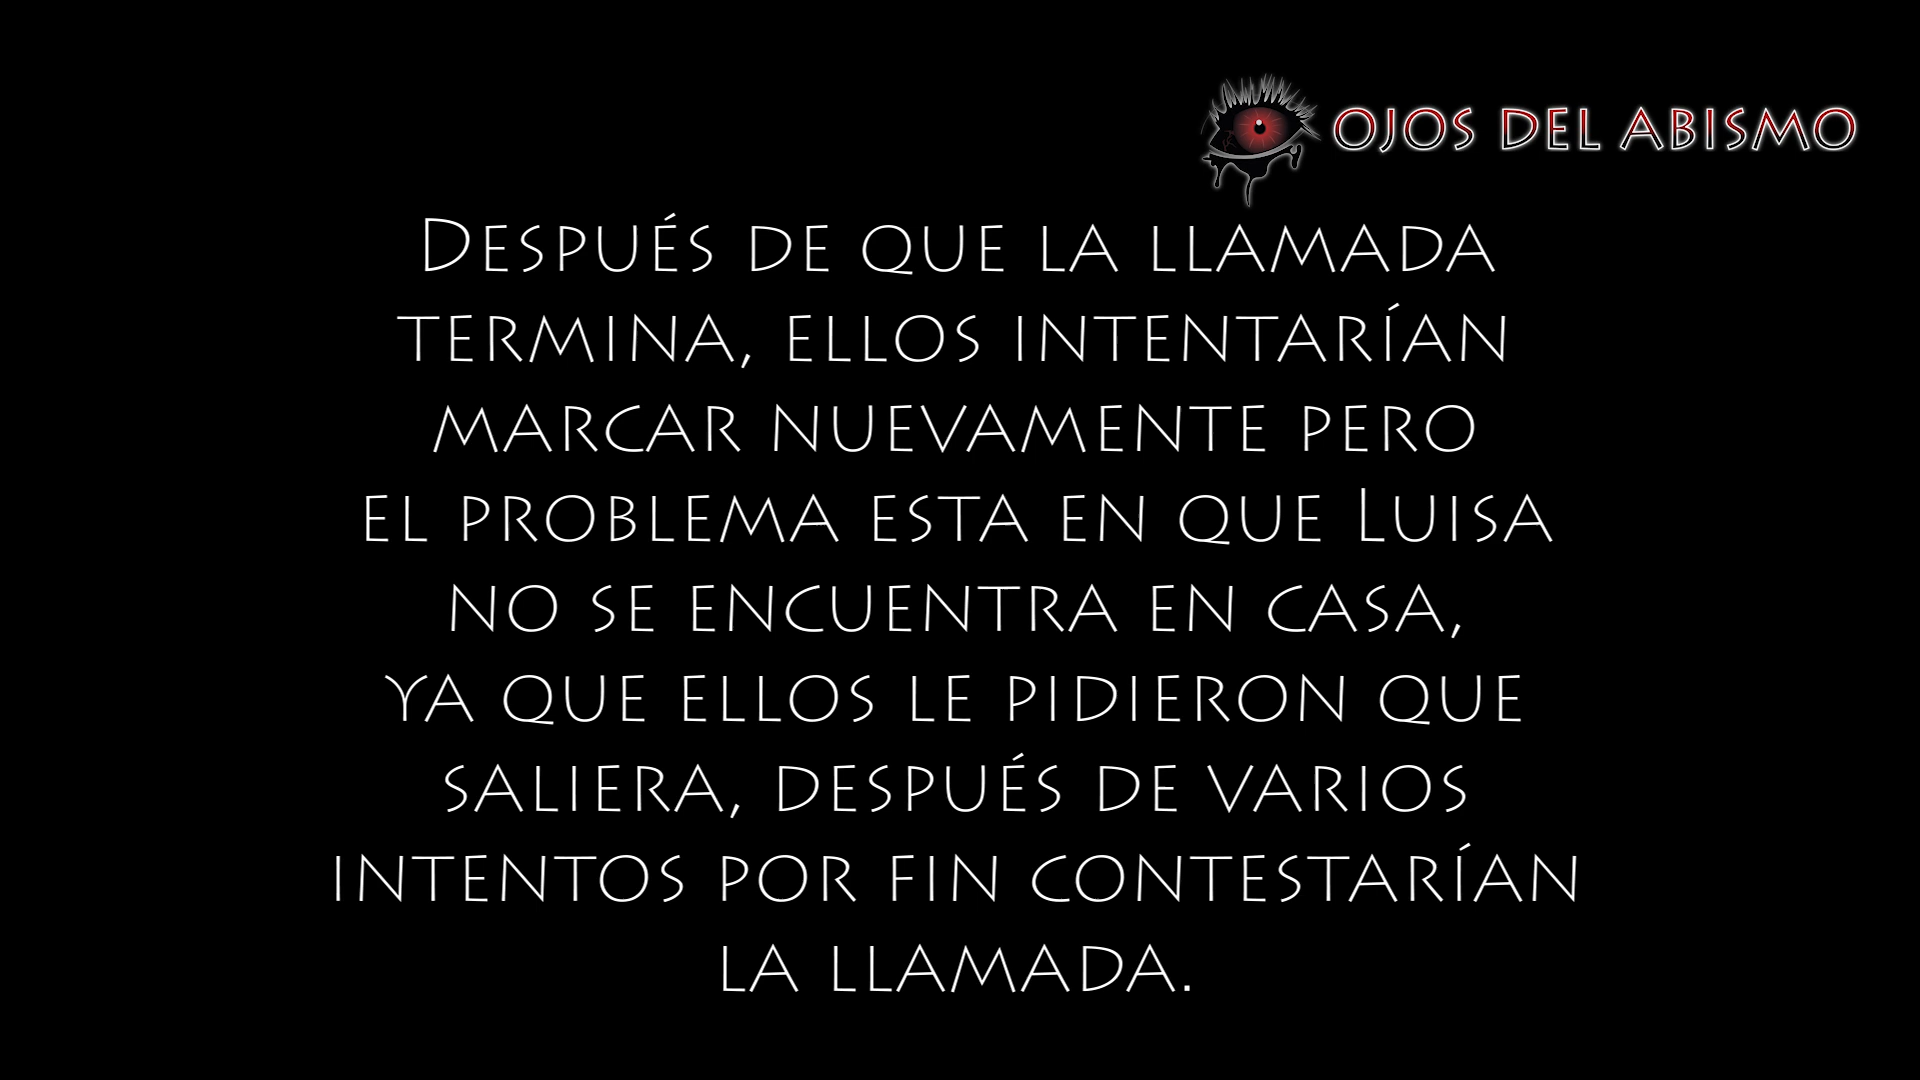 OJOS DEL ABISMO
Después de que la llamada
termina, ellos intentarían
marcar nuevamente pero
el problema esta en que Luisa
no se encuentra en casa,
ya que ellos le pidieron que
saliera, después de varios
intentos por fin contestarían
la llamada.